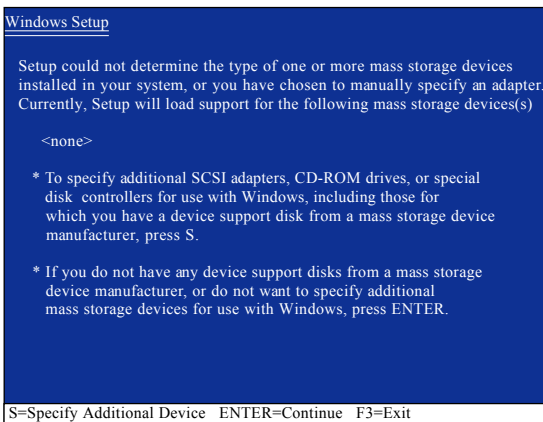 Windows Setup
Setup could not determine the type of one or more mass storage devices
installed in your system, or you have chosen to manually specify an adapter.
Currently, Setup will load support for the following mass storage devices(s)
<none>
* To specify additional SCSI adapters, CD-ROM drives, or special
disk controllers for use with Windows, including those for
which you have a device support disk from a mass storage device
manufacturer, press S.
* If you do not have any device support disks from a mass storage
device manufacturer, or do not want to specify additional
mass storage devices for use with Windows, press ENTER.
S=Specify Additional Device ENTER=Continue F3=Exit